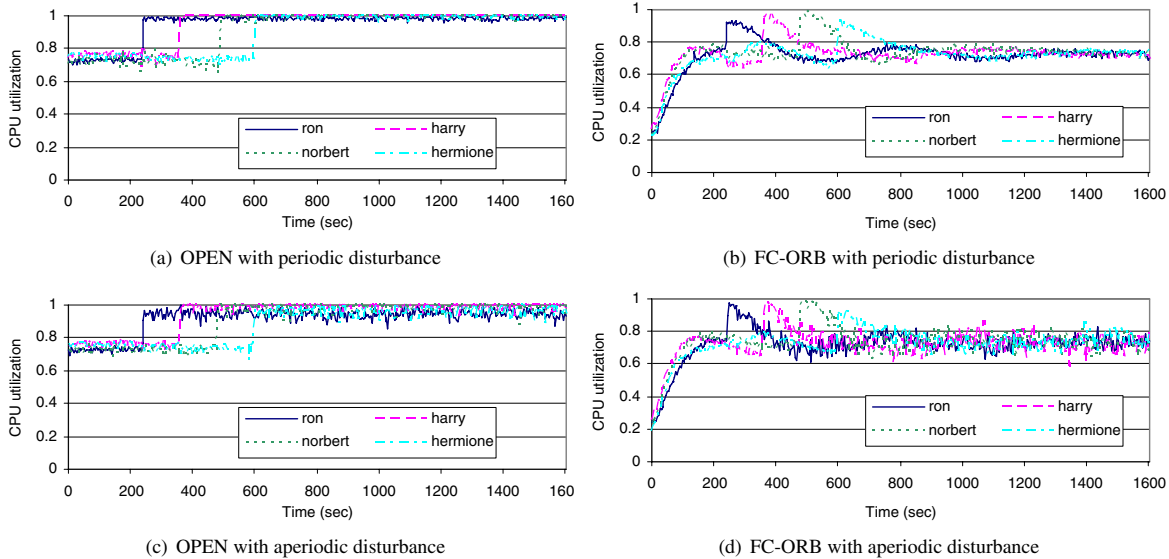 CPU utilization
1
0.8
0.6
0.4
0.2
0
ron
harry
norbert
hermione
0 200 400 600 800 1000 1200 1400 160
Time (sec)
(a) OPEN with periodic disturbance
CPU utilization
1
0.8
0.6
0.4
0.2
0
ron
harry
norbert
hermione
0 200 400 600 800 1000 1200 1400 1600
Time (sec)
(b) FC-ORB with periodic disturbance
CPU utilization
1
0.8
0.6
0.4
0.2
0
ron
harry
norbert
hermione
0 200 400 600 800 1000 1200 1400 160
Time (sec)
(c) OPEN with aperiodic disturbance
CPU utilization
1
0.8
0.6
0.4
0.2
0
ron
harry
norbert
hermione
0 200 400 600 800 1000 1200 1400 1600
Time (sec)
(d) FC-ORB with aperiodic disturbance